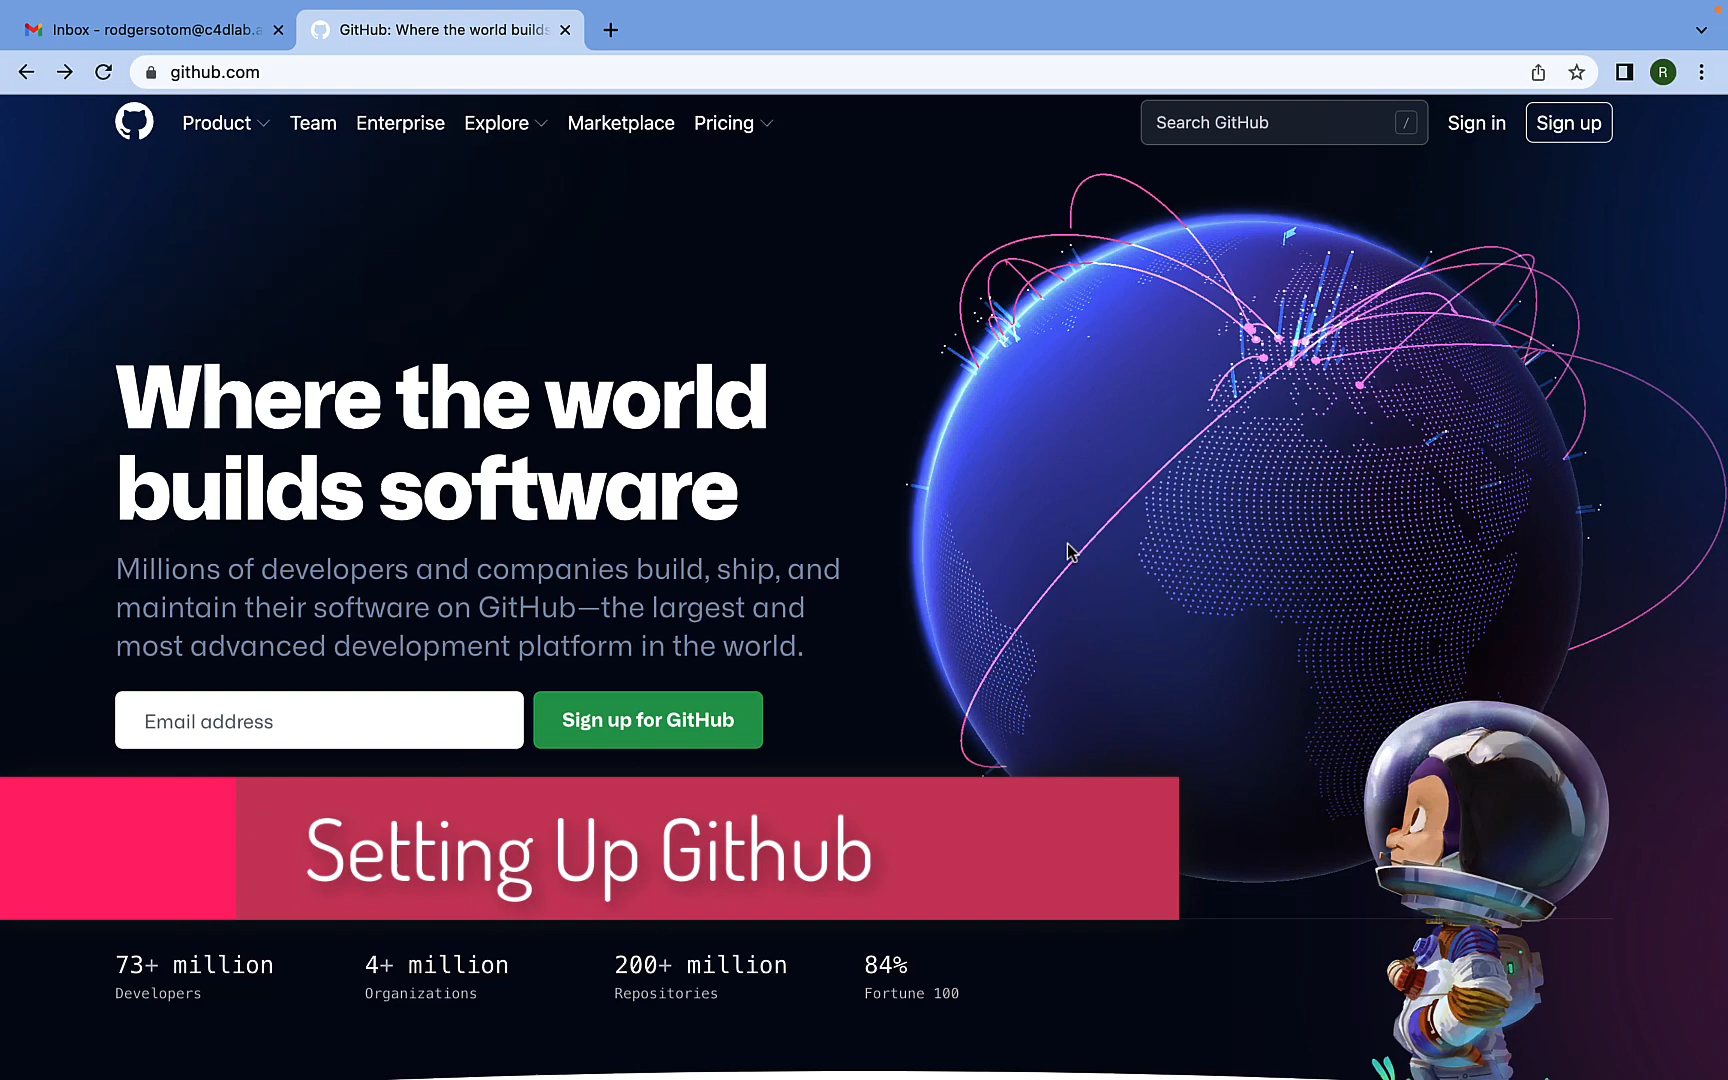 Inbox - rodgersotom@c4dlab.a
GitHub: Where the world builds
github.com
R
Product
Team
Enterprise
Explore
Marketplace
Pricing
Search GitHub
/
Sign in
Sign up
Where the world
builds software
Millions of developers and companies build, ship, and
maintain their software on GitHub—the largest and
most advanced development platform in the world.
Email address
Sign up for GitHub
Setting Up Github
73+ million
Developers
4+ million
Organizations
200+ million
Repositories
84%
Fortune 100